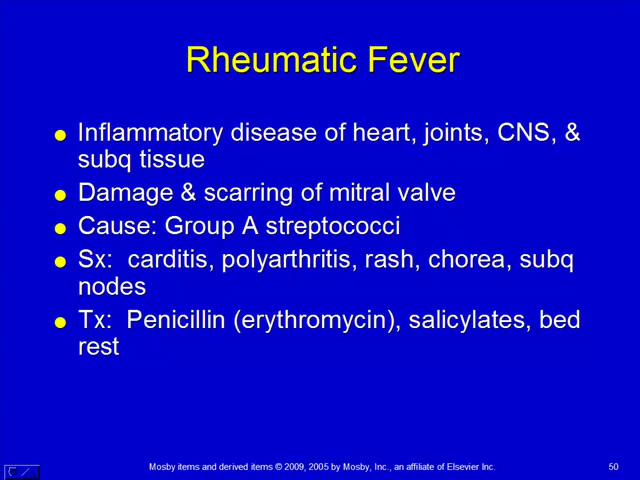 Rheumatic Fever
Inflammatory disease of heart, joints, CNS, &
subq tissue
Damage & scarring of mitral valve
Cause: Group A streptococci
Sx: carditis, polyarthritis, rash, chorea, subq
nodes
Tx: Penicillin (erythromycin), salicylates, bed
rest
Mosby items and derived items © 2009, 2005 by Mosby, Inc., an affiliate of Elsevier Inc.
50